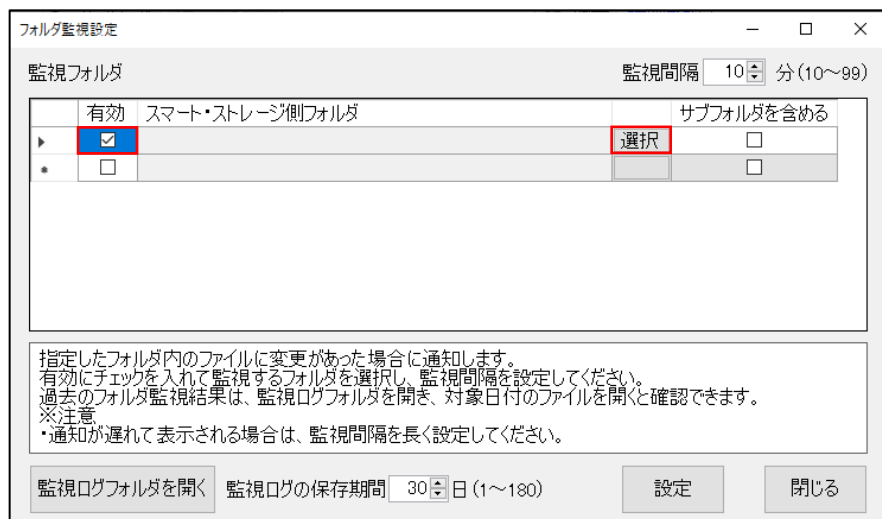 フォルダ監視設定
監視フォルダ 監視間隔 10 分(10～99)
有効 スマート・ストレージ側フォルダ サブフォルダを含める
選択
指定したフォルダ内のファイルに変更があった場合に通知します。
有効にチェックを入れて監視するフォルダを選択し、監視間隔を設定してください。
過去のフォルダ監視結果は、監視ログフォルダを開き、対象日付のファイルを開くと確認できます。
※注意
・通知が遅れて表示される場合は、監視間隔を長く設定してください。
監視ログフォルダを開く 監視ログの保存期間 30 日(1～180) 設定 閉じる